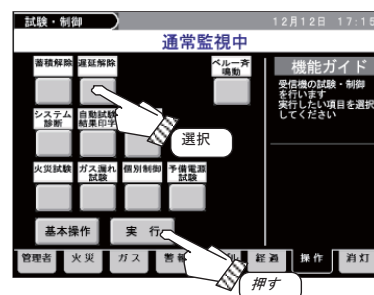 試験・制御
12月12日 17:15
通常監視中
蓄積解除
遅延解除
ベル一斉
鳴動
機能ガイド
受信機の試験・制御
を行います
実行したい項目を選択
してください
システム
診断
自動試験
結果印字
選択
火災試験
ガス漏れ
試験
個別制御
予備電源
試験
基本操作
実 行
押す
管理者
火災
ガス
警報
経過
操作
消灯